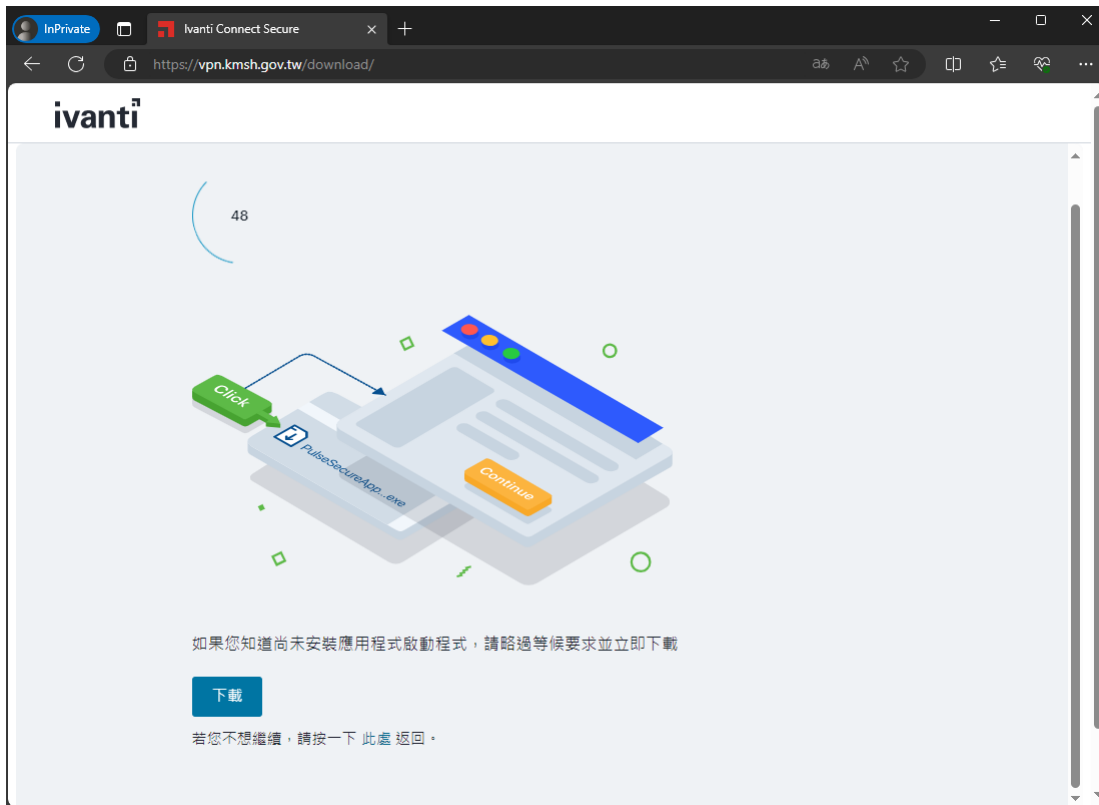 InPrivate
Ivanti Connect Secure
https://vpn.kmsh.gov.tw/download/
ivanti
48
Click
PulseSecureApp...exe
Continue
如果您知道尚未安裝應用程式啟動程式，請略過等候要求並立即下載
下載
若您不想繼續，請按一下 此處 返回。